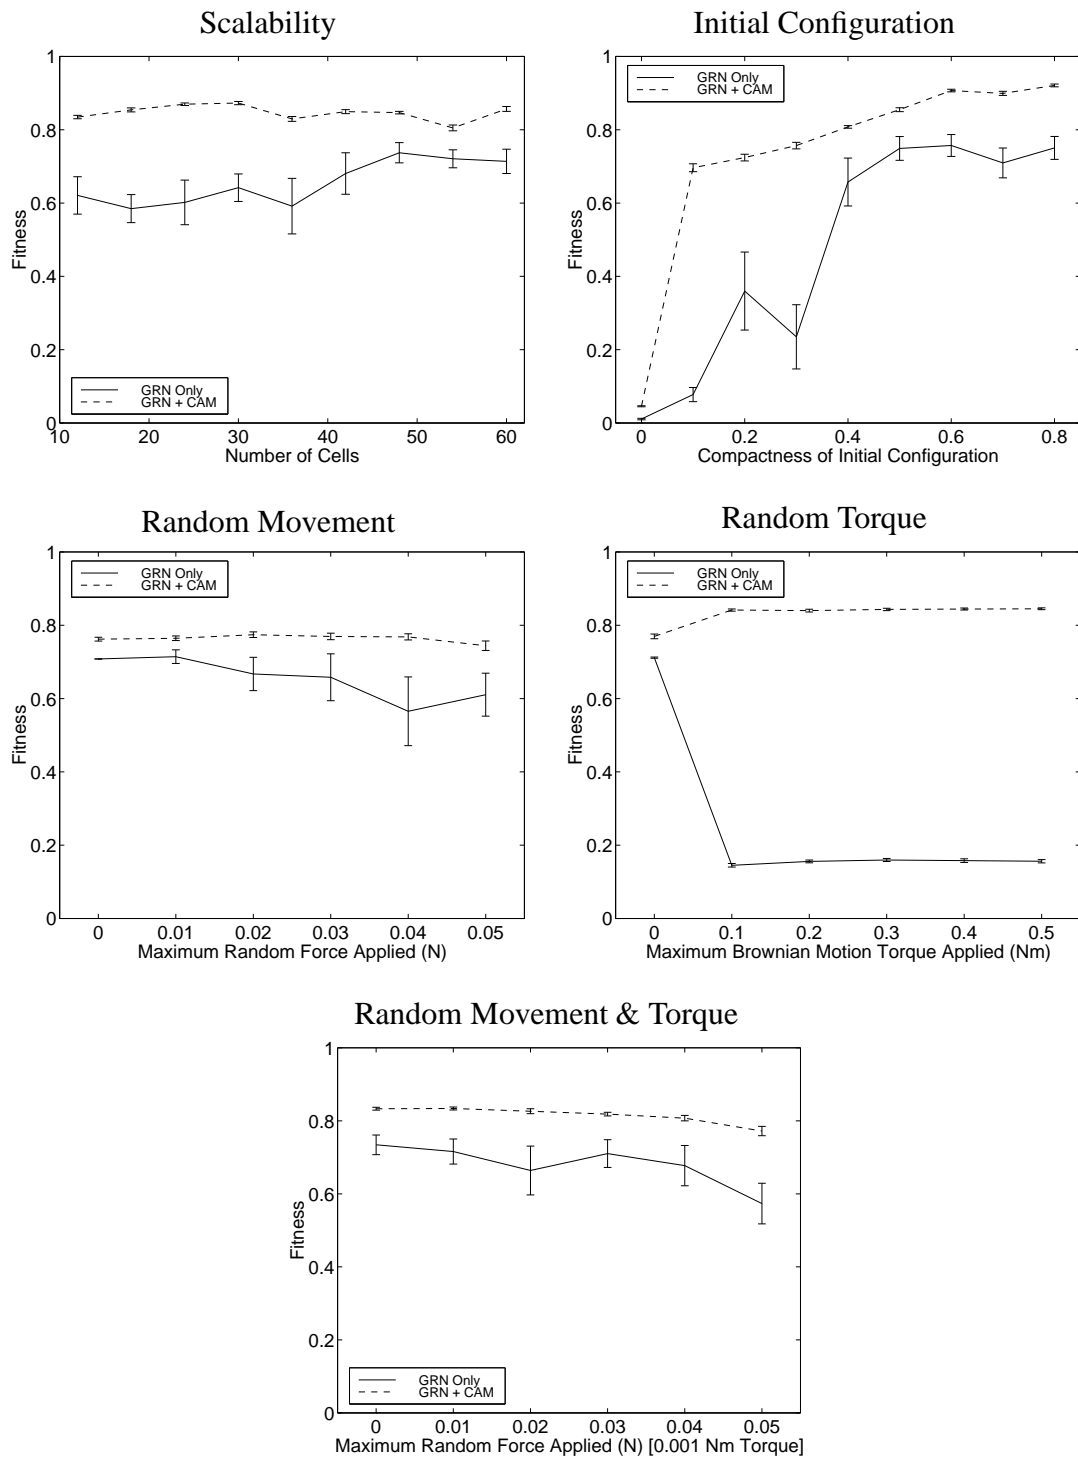 Scalability
1
0.8
0.6
0.4
0.2
0
Fitness
GRN Only
GRN + CAM
10 20 30 40 50 60
Number of Cells
Initial Configuration
1
0.8
0.6
0.4
0.2
0
Fitness
GRN Only
GRN + CAM
0 0.2 0.4 0.6 0.8
Compactness of Initial Configuration
Random Movement
1
0.8
0.6
0.4
0.2
0
Fitness
GRN Only
GRN + CAM
0 0.01 0.02 0.03 0.04 0.05
Maximum Random Force Applied (N)
Random Torque
1
0.8
0.6
0.4
0.2
0
Fitness
GRN Only
GRN + CAM
0 0.1 0.2 0.3 0.4 0.5
Maximum Brownian Motion Torque Applied (Nm)
Random Movement & Torque
1
0.8
0.6
0.4
0.2
0
Fitness
GRN Only
GRN + CAM
0 0.01 0.02 0.03 0.04 0.05
Maximum Random Force Applied (N) [0.001 Nm Torque]